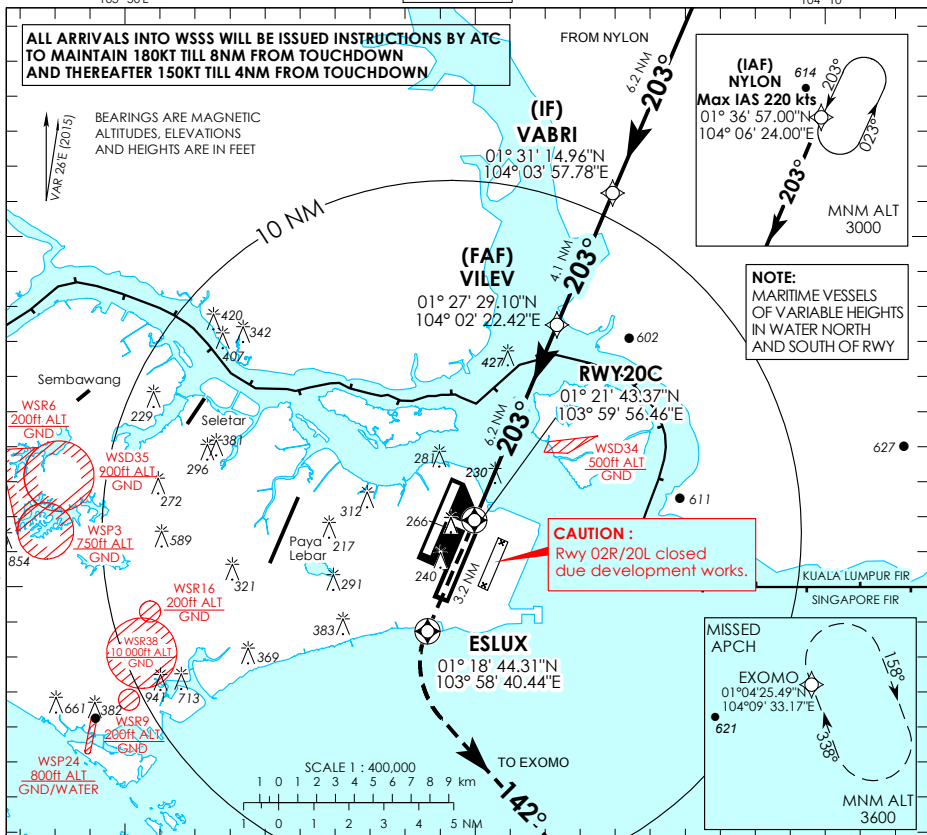 103° 50' E
104° 10'
ALL ARRIVALS INTO WSSS WILL BE ISSUED INSTRUCTIONS BY ATC
TO MAINTAIN 180KT TILL 8NM FROM TOUCHDOWN
AND THEREAFTER 150KT TILL 4NM FROM TOUCHDOWN
VAR 26'E (2015)
BEARINGS ARE MAGNETIC
ALTITUDES, ELEVATIONS
AND HEIGHTS ARE IN FEET
FROM NYLON
6.2 NM
203°
(IF)
VABRI
01° 31' 14.96"N
104° 03' 57.78"E
(IAF)
NYLON
Max IAS 220 kts
01° 36' 57.00"N
104° 06' 24.00"E
614
203°
023°
203°
MNM ALT
3000
10 NM
(FAF)
VILEV
01° 27' 29.10"N
104° 02' 22.42"E
4.1 NM
203°
NOTE:
MARITIME VESSELS
OF VARIABLE HEIGHTS
IN WATER NORTH
AND SOUTH OF RWY
420
342
407
427
602
Sembawang
229
Seletar
381
296
RWY 20C
01° 21' 43.37"N
103° 59' 56.46"E
6.2 NM
203°
WSR6
200ft ALT
GND
WSD35
900ft ALT
GND
WSD34
500ft ALT
GND
627
281
230
272
312
611
WSP3
750ft ALT
GND
854
589
217
Paya
Lebar
266
240
291
321
CAUTION :
Rwy 02R/20L closed
due development works.
KUALA LUMPUR FIR
SINGAPORE FIR
WSR16
200ft ALT
GND
3.2 NM
383
369
WSR38
10 000ft ALT
GND
ESLUX
01° 18' 44.31"N
103° 58' 40.44"E
941
713
661
382
WSR9
200ft ALT
GND
WSP24
800ft ALT
GND/WATER
MISSED
APCH
EXOMO
01°04'25.49"N
104°09' 33.17"E
621
158°
338°
MNM ALT
3600
TO EXOMO
142°
SCALE 1 : 400,000
1 0 1 2 3 4 5 6 7 8 9 km
1 0 1 2 3 4 5 NM